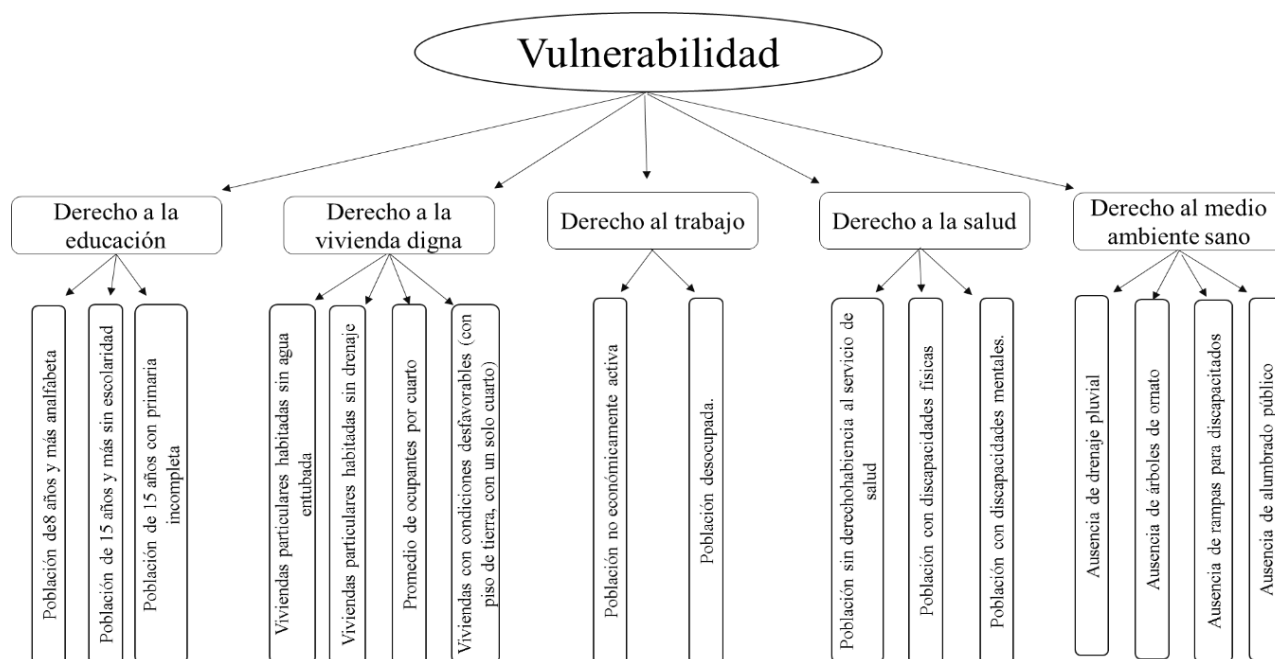 Vulnerabilidad
Derecho a la
educación
Derecho a la
vivienda digna
Derecho al trabajo
Derecho a la salud
Derecho al medio
ambiente sano
Población de8 años y más analfabeta
Población de 15 años y más sin escolaridad
Población de 15 años con primaria
incompleta
Viviendas particulares habitadas sin agua
entubada
Viviendas particulares habitadas sin drenaje
Promedio de ocupantes por cuarto
Viviendas con condiciones desfavorables (con
piso de tierra, con un solo cuarto)
Población no económicamente activa
Población desocupada.
Población sin derechohabiencia al servicio de
salud
Población con discapacidades físicas
Población con discapacidades mentales.
Ausencia de drenaje pluvial
Ausencia de árboles de ornato
Ausencia de rampas para discapacitados
Ausencia de alumbrado público